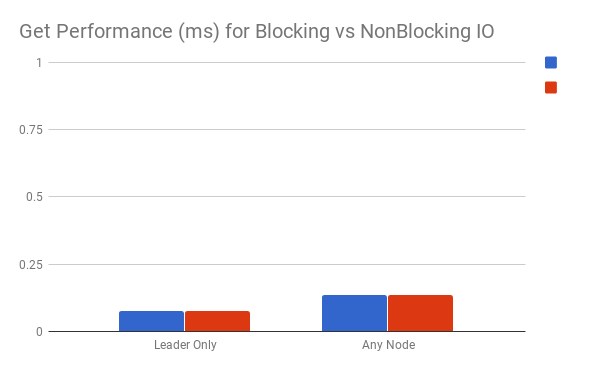 Get Performance (ms) for Blocking vs NonBlocking IO
1
0.75
0.5
0.25
0
Leader Only
Any Node